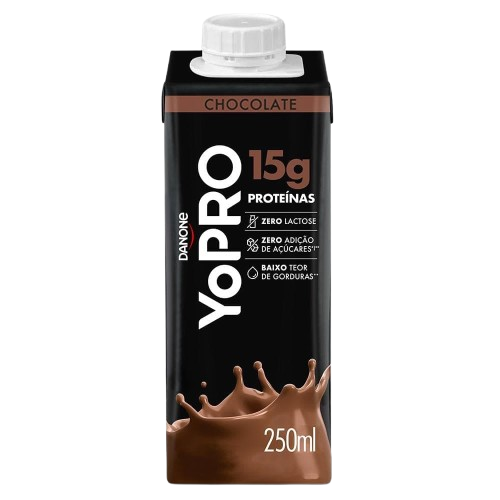 CHOCOLATE
DANONE
YoPRO
15g
PROTEÍNAS
ZERO LACTOSE
ZERO ADIÇÃO
DE AÇÚCARES*/**
BAIXO TEOR
DE GORDURAS**
250ml